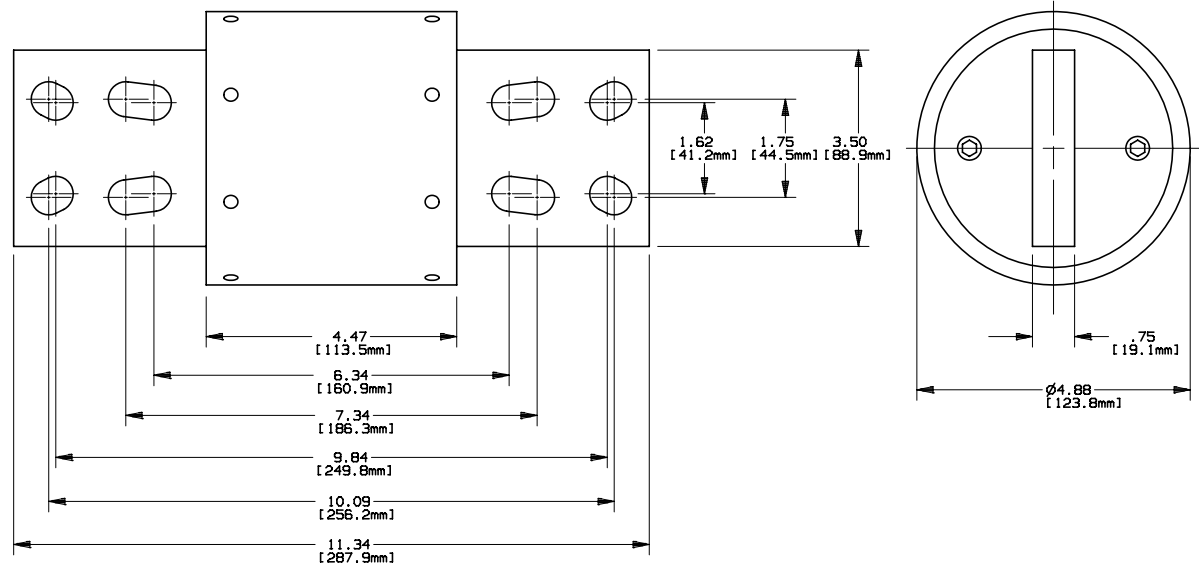 1.62
[41.2mm]
1.75
[44.5mm]
3.50
[88.9mm]
4.47
[113.5mm]
6.34
[160.9mm]
7.34
[186.3mm]
9.84
[249.8mm]
10.09
[256.2mm]
11.34
[287.9mm]
.75
[19.1mm]
Ø4.88
[123.8mm]